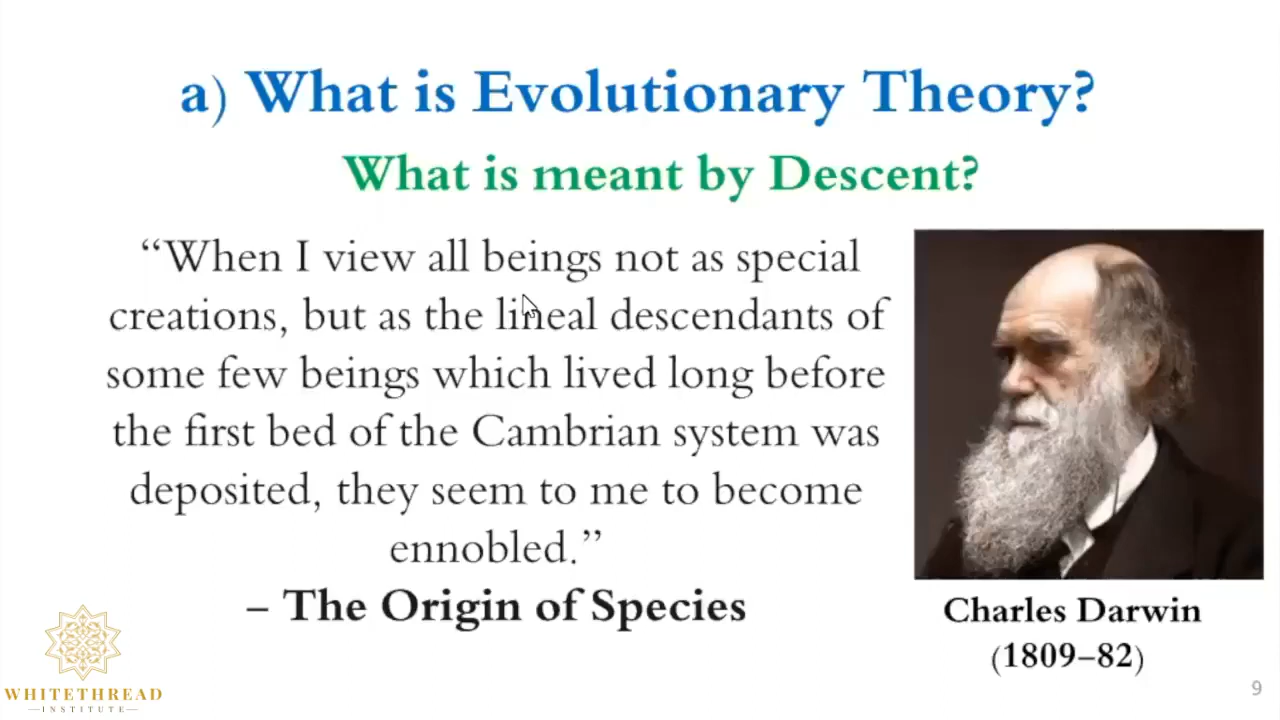 a) What is Evolutionary Theory?
What is meant by Descent?
“When I view all beings not as special
creations, but as the lineal descendants of
some few beings which lived long before
the first bed of the Cambrian system was
deposited, they seem to me to become
ennobled.”
– The Origin of Species
Charles Darwin
(1809–82)
WHITETHREAD
—INSTITUTE—
9